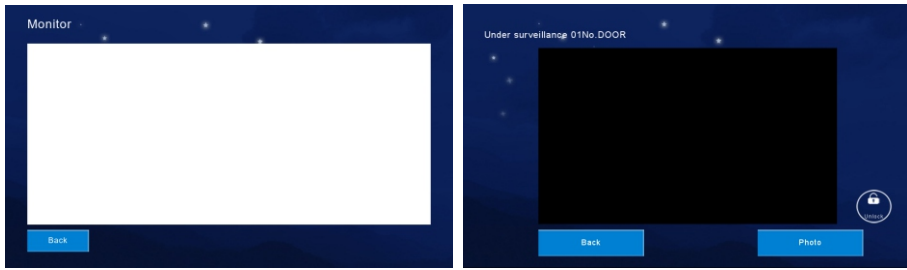 Monitor
Back
Under surveillance 01No.DOOR
Unlock
Back
Photo